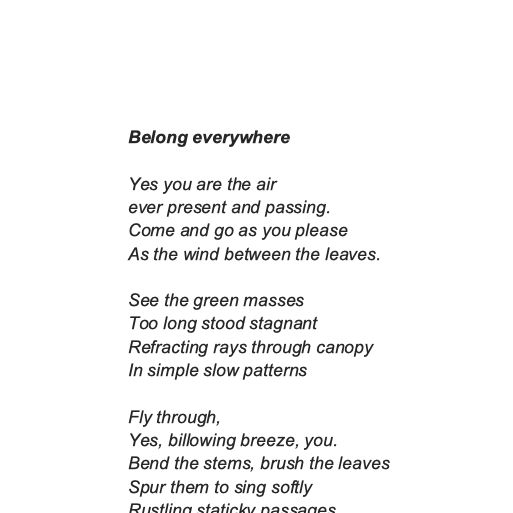 Belong everywhere
Yes you are the air
ever present and passing.
Come and go as you please
As the wind between the leaves.
See the green masses
Too long stood stagnant
Refracting rays through canopy
In simple slow patterns
Fly through,
Yes, billowing breeze, you.
Bend the stems, brush the leaves
Spur them to sing softly
Rustling staticky passages